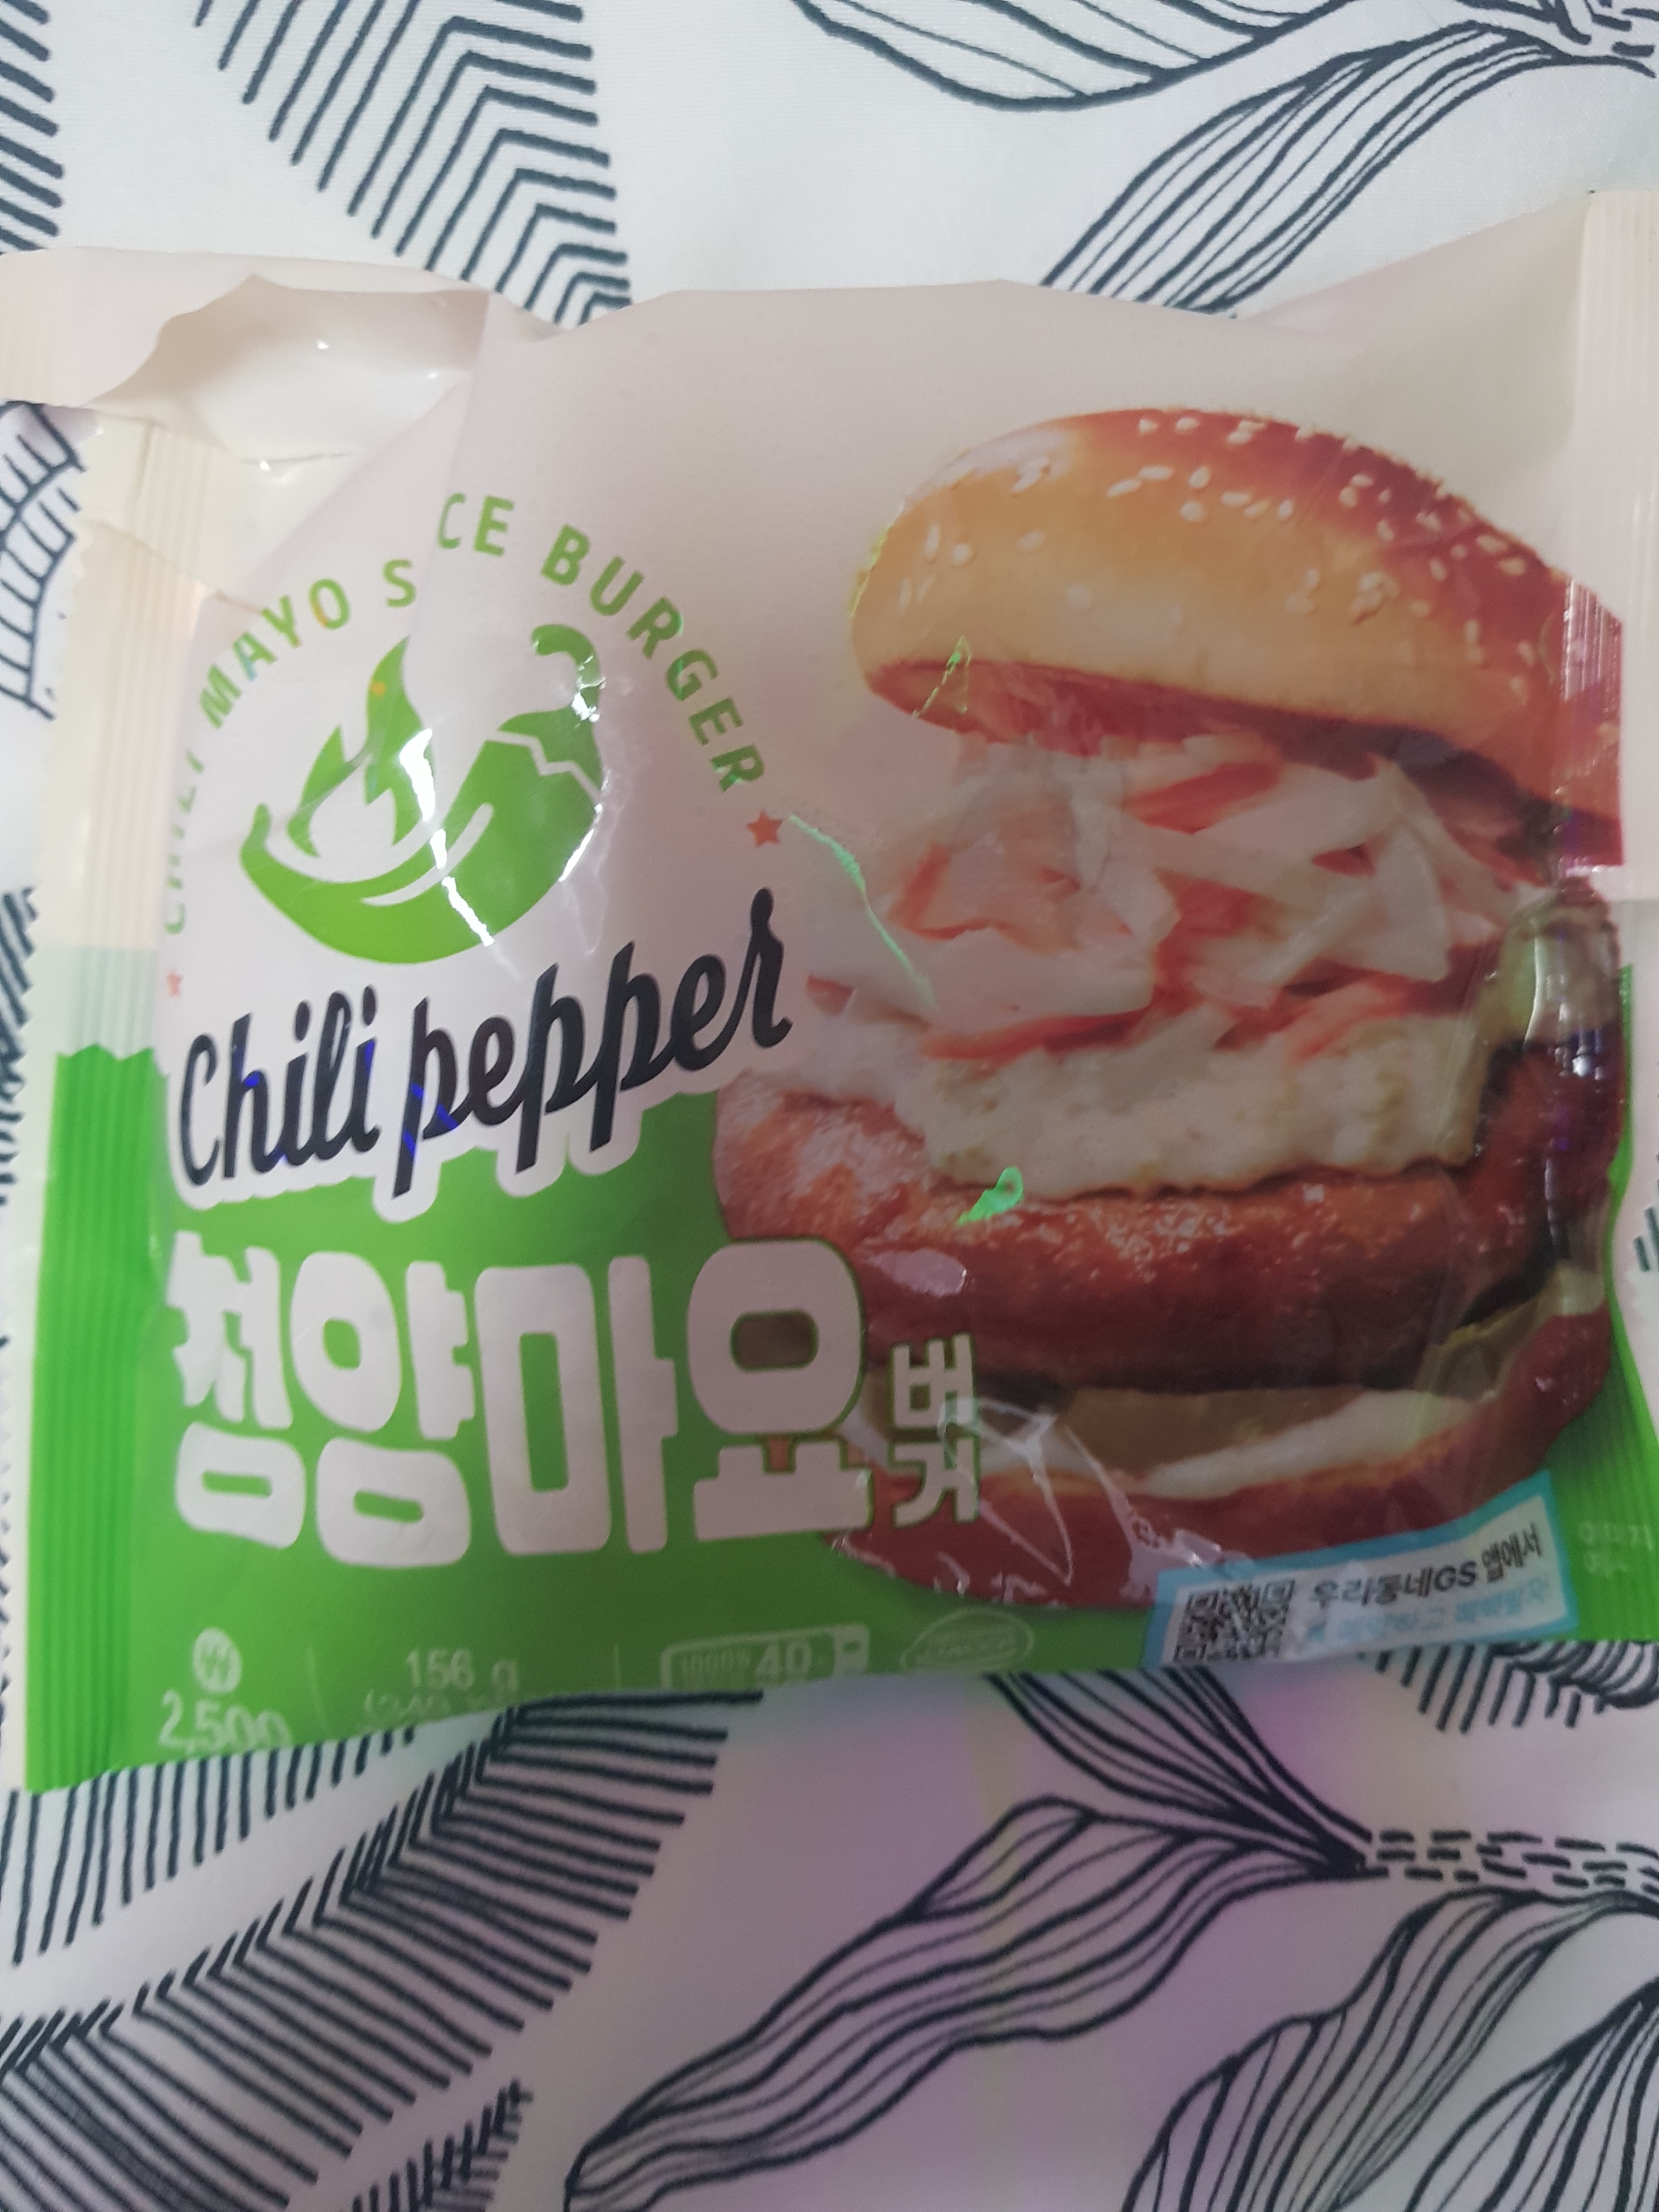 MAYO S CE BURGER
Chili pepper
청양마요
버거
₩
2,500
156 g
40
우리동네GS 앱에서